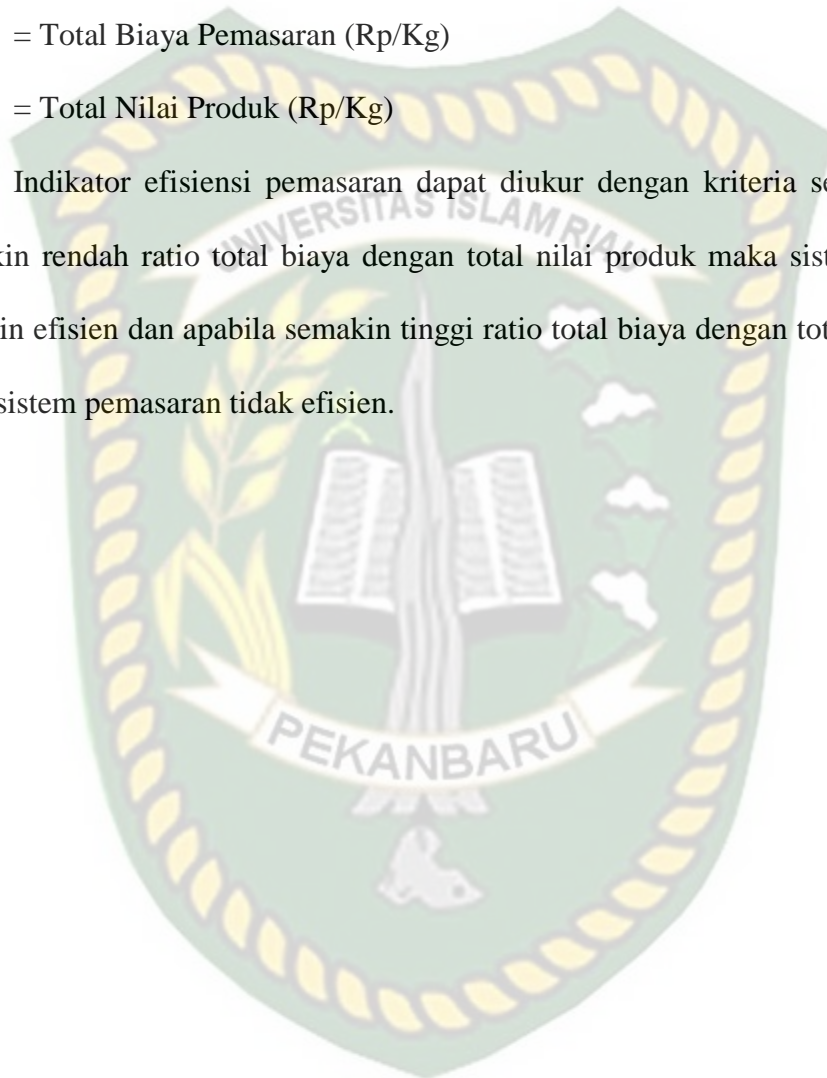 = Total Biaya Pemasaran (Rp/Kg)
= Total Nilai Produk (Rp/Kg)
Indikator efisiensi pemasaran dapat diukur dengan kriteria se
kin rendah ratio total biaya dengan total nilai produk maka sist
in efisien dan apabila semakin tinggi ratio total biaya dengan tot
sistem pemasaran tidak efisien.
UNIVERSITAS ISLAM RIAU
PEKANBARU